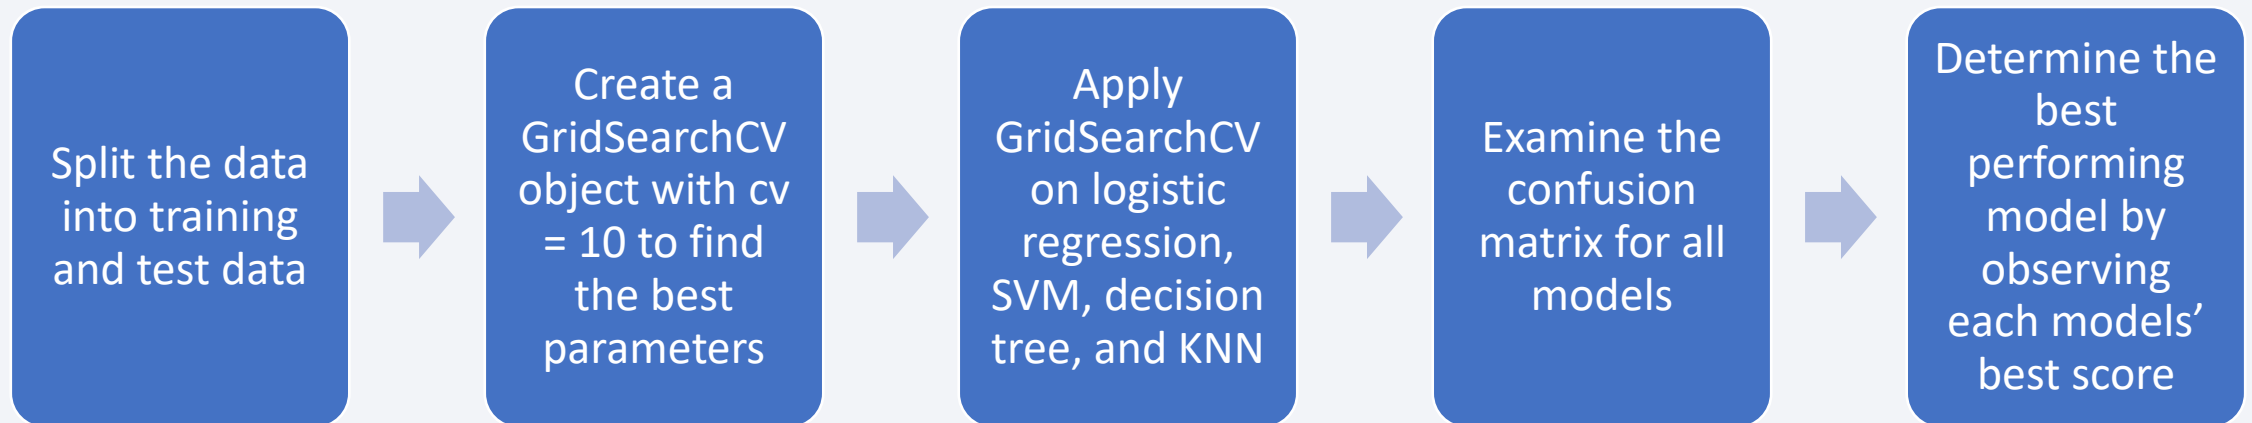 Split the data
into training
and test data
Create a
GridSearchCV
object with cv
= 10 to find
the best
parameters
Apply
GridSearchCV
on logistic
regression,
SVM, decision
tree, and KNN
Examine the
confusion
matrix for all
models
Determine the
best
performing
model by
observing
each models’
best score